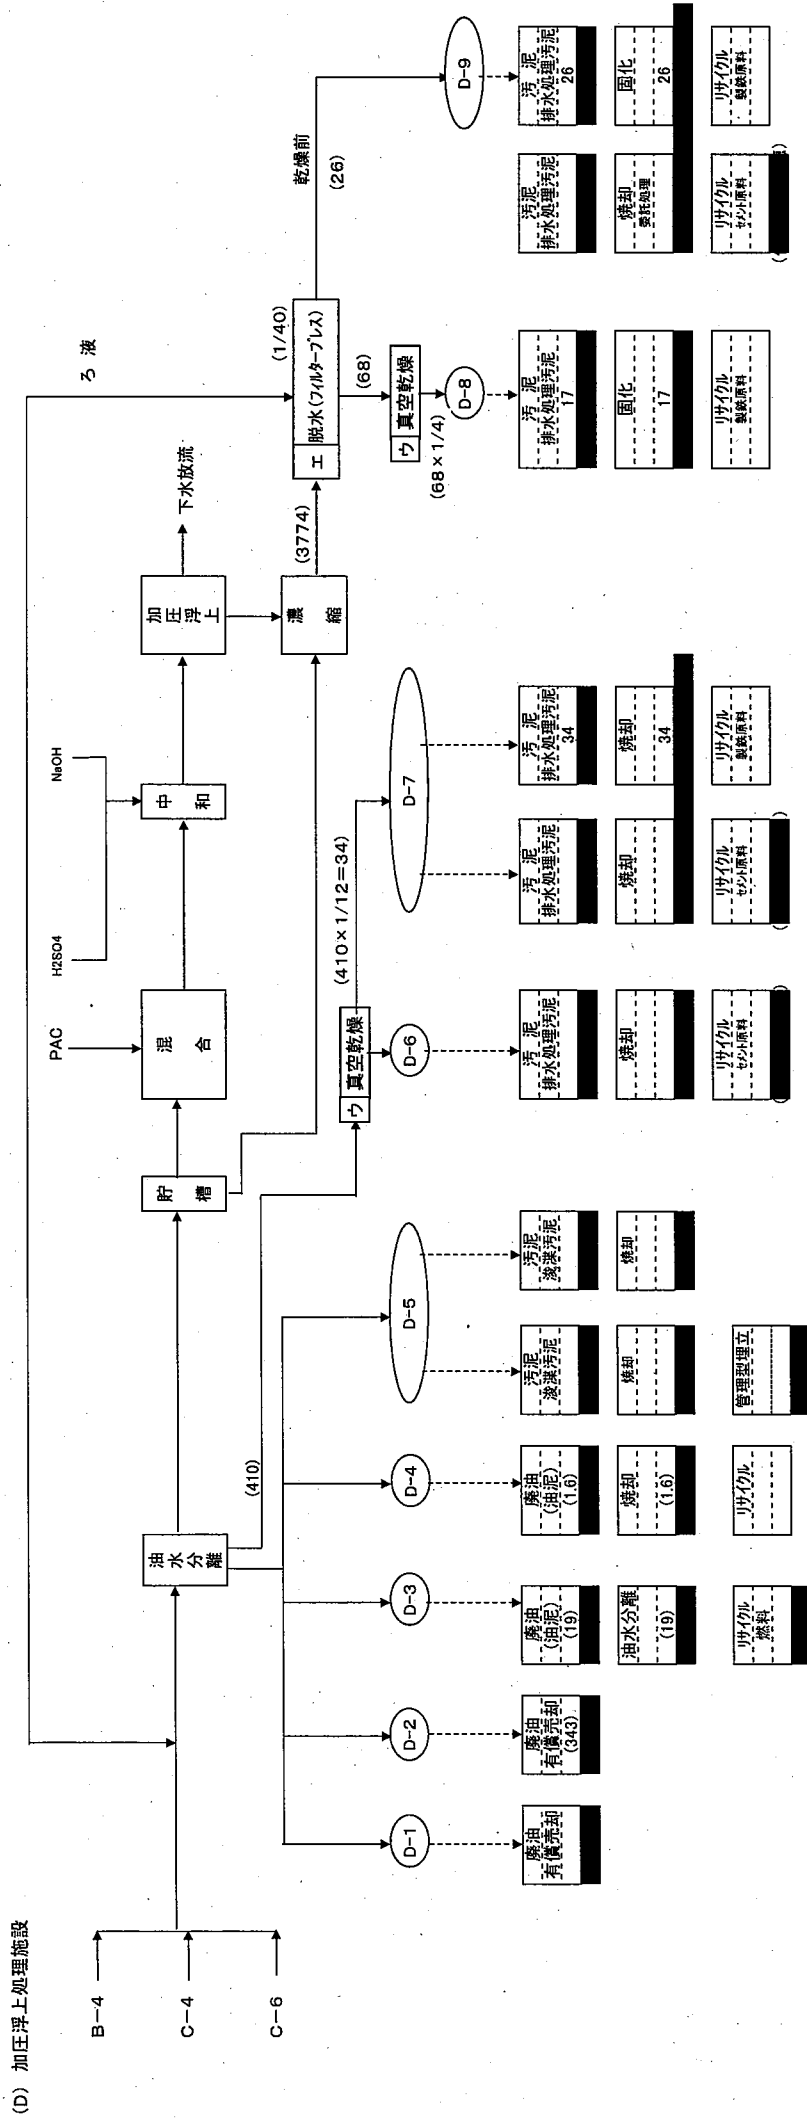 (D) 加圧浮上処理施設
B-4
C-4
C-6
油水分離
貯槽
PAC
混合
H2SO4
NaOH
中和
加圧浮上
下水放流
ろ 液
濃縮
(3774)
エ 脱水(フィルタープレス)
(1/40)
乾燥前
(26)
(68)
ウ 真空乾燥
(68×1/4)
(410)
ウ 真空乾燥
(410×1/12=34)
D-1
D-2
D-3
D-4
D-5
D-6
D-7
D-8
D-9
廃油
有償売却
廃油
有償売却
(343)
廃油
(油泥)
(19)
油水分離
(19)
リサイクル
燃料
廃油
(油泥)
(1.6)
焼却
(1.6)
リサイクル
汚泥
浚渫汚泥
焼却
管理型埋立
汚泥
浚渫汚泥
焼却
汚 泥
排水処理汚泥
焼却
リサイクル
セメント原料
汚 泥
排水処理汚泥
焼却
リサイクル
セメント原料
汚 泥
排水処理汚泥
34
焼却
34
リサイクル
製鉄原料
汚 泥
排水処理汚泥
17
固化
17
リサイクル
製鉄原料
汚泥
排水処理汚泥
焼却
委託処理
リサイクル
セメント原料
汚 泥
排水処理汚泥
26
固化
26
リサイクル
製鉄原料